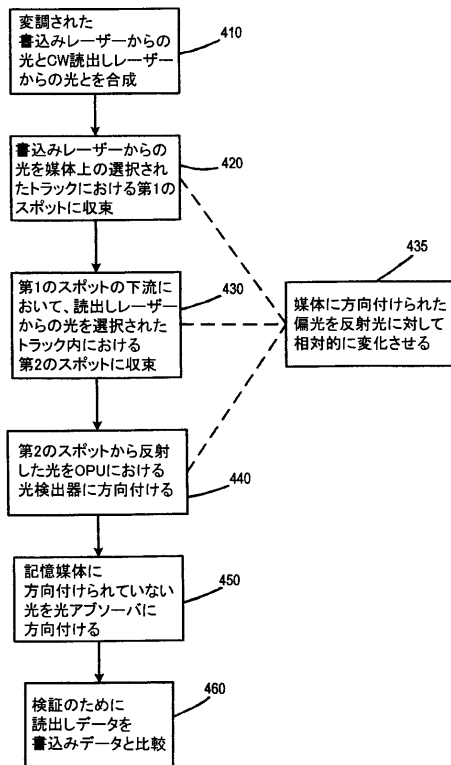 変調された
書込みレーザーからの
光とCW読出しレーザー
からの光とを合成
410
書込みレーザーからの
光を媒体上の選択され
たトラックにおける第1の
スポットに収束
420
第1のスポットの下流に
おいて、読出しレーザー
からの光を選択された
トラック内における
第2のスポットに収束
430
435
媒体に方向付けられた
偏光を反射光に対して
相対的に変化させる
第2のスポットから反射
した光をOPUにおける
光検出器に方向付ける
440
記憶媒体に
方向付けられていない
光を光アブソーバに
方向付ける
450
検証のために
読出しデータを
書込みデータと比較
460